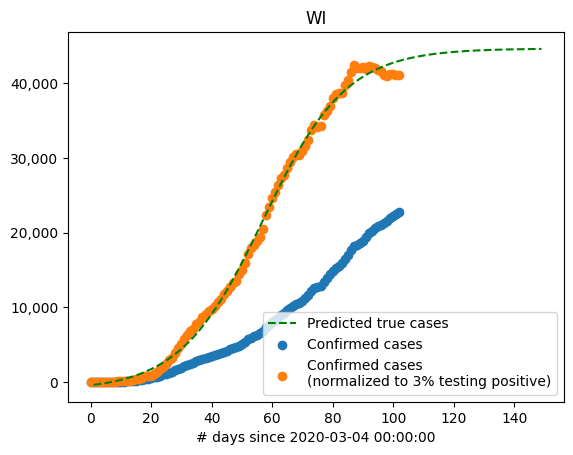 WI
40,000
30,000
20,000
10,000
0
Predicted true cases
Confirmed cases
Confirmed cases
(normalized to 3% testing positive)
0 20 40 60 80 100 120 140
# days since 2020-03-04 00:00:00